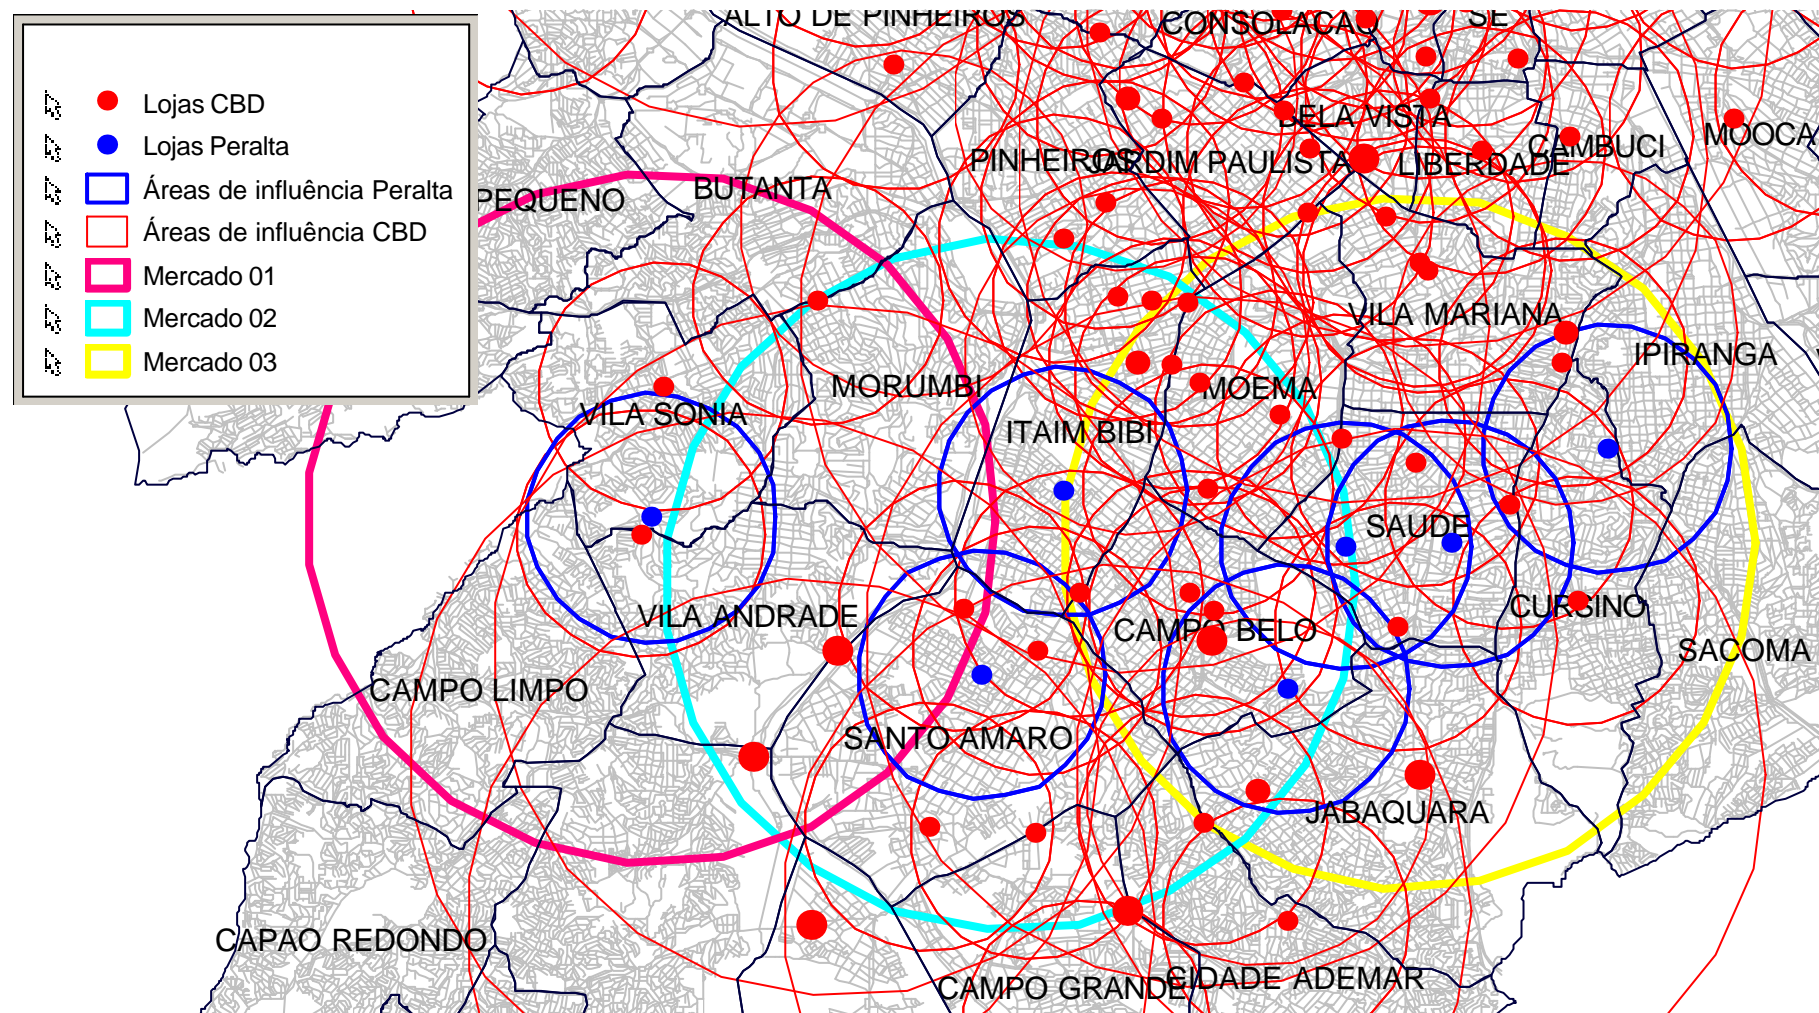 Lojas CBD
Lojas Peralta
Áreas de influência Peralta
Áreas de influência CBD
Mercado 01
Mercado 02
Mercado 03
ALTO DE PINHEIROS
CONSOLACAO
SE
BELA VISTA
CAMBUCI
MOOCA
PINHEIROS
JARDIM PAULISTA
LIBERDADE
PEQUENO
BUTANTA
VILA MARIANA
IPIRANGA
MORUMBI
MOEMA
VILA SONIA
ITAIM BIBI
SAUDE
VILA ANDRADE
CAMPO BELO
CURSINO
SACOMA
CAMPO LIMPO
SANTO AMARO
JABAQUARA
CAPAO REDONDO
CAMPO GRANDE
CIDADE ADEMAR